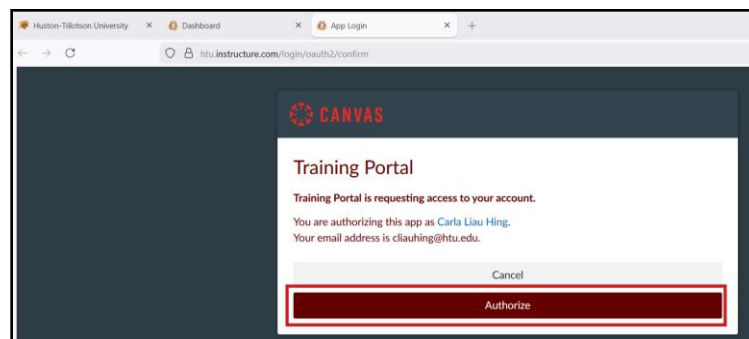 Huston-Tillotson University
Dashboard
App Login
htu.instructure.com/login/oauth2/confirm
CANVAS
Training Portal
Training Portal is requesting access to your account.
You are authorizing this app as Carla Liau Hing.
Your email address is cliauhing@htu.edu.
Cancel
Authorize